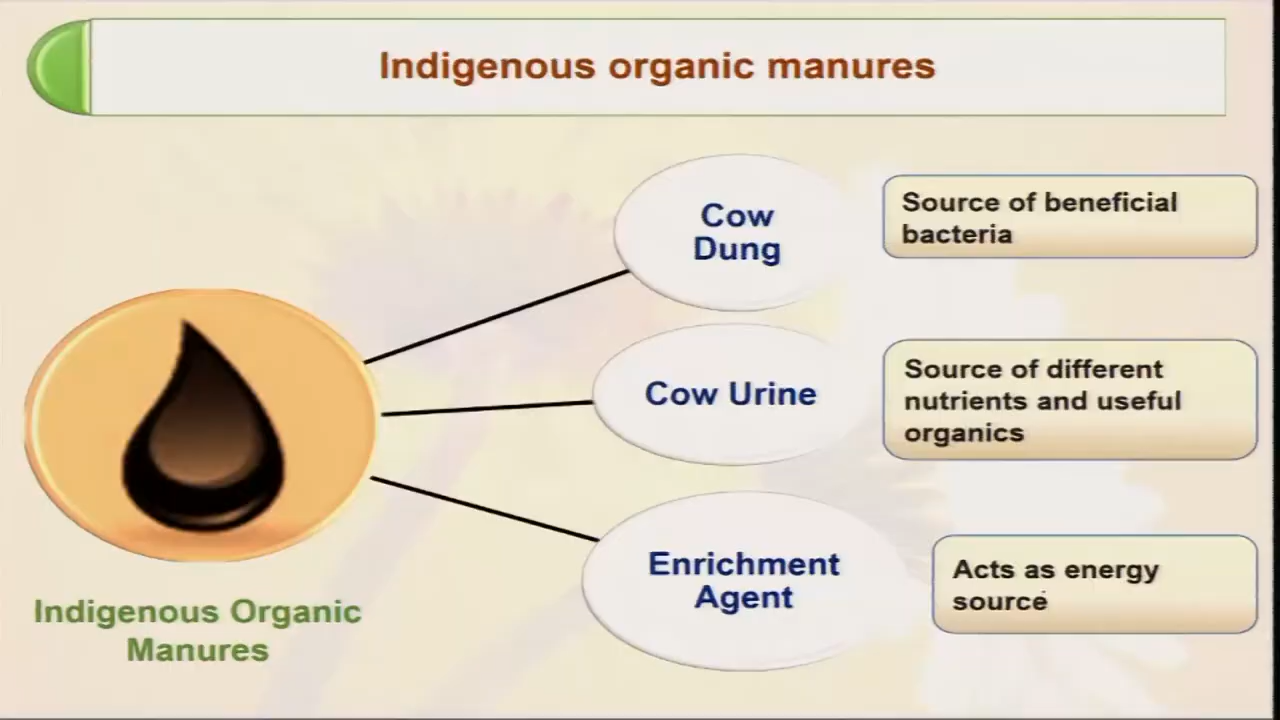 Indigenous organic manures
Cow
Dung
Source of beneficial
bacteria
Cow Urine
Source of different
nutrients and useful
organics
Enrichment
Agent
Acts as energy
source
Indigenous Organic
Manures